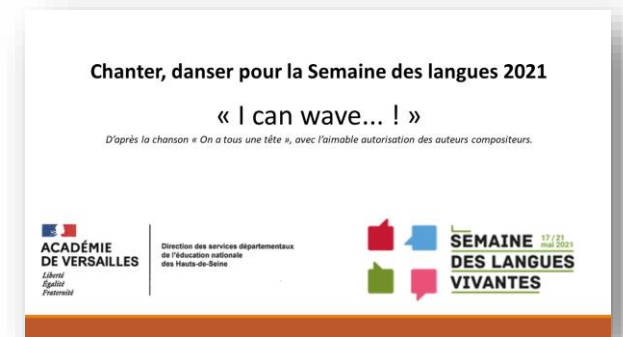 Chanter, danser pour la Semaine des langues 2021
« I can wave... ! »
D'après la chanson « On a tous une tête », avec l'aimable autorisation des auteurs compositeurs.
ACADÉMIE
DE VERSAILLES
Liberté
Égalité
Fraternité
Direction des services départementaux
de l'éducation nationale
des Hauts-de-Seine
SEMAINE 17/21 mai 2021
DES LANGUES
VIVANTES